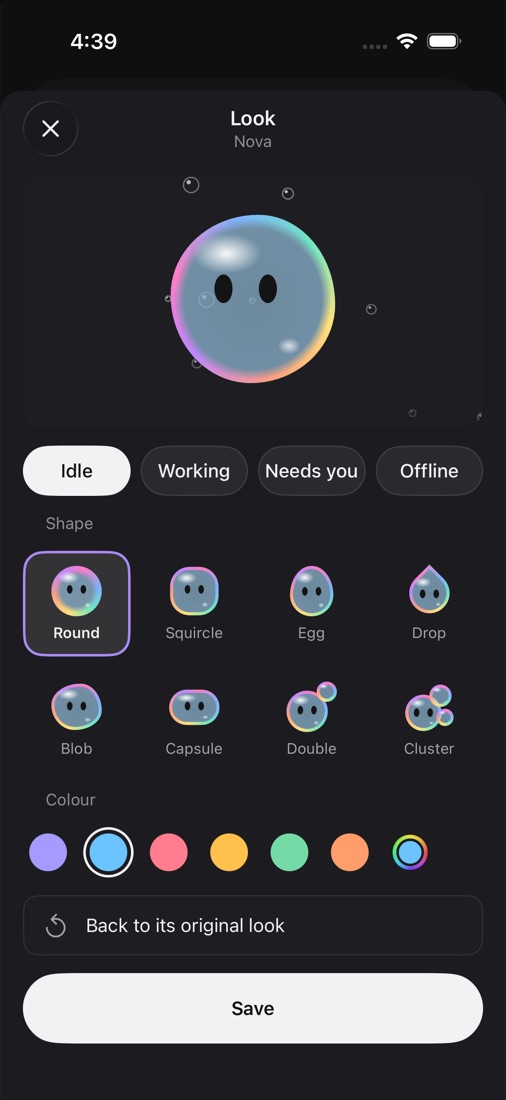 4:39
Look
Nova
Idle
Working
Needs you
Offline
Shape
Round
Squircle
Egg
Drop
Blob
Capsule
Double
Cluster
Colour
Back to its original look
Save